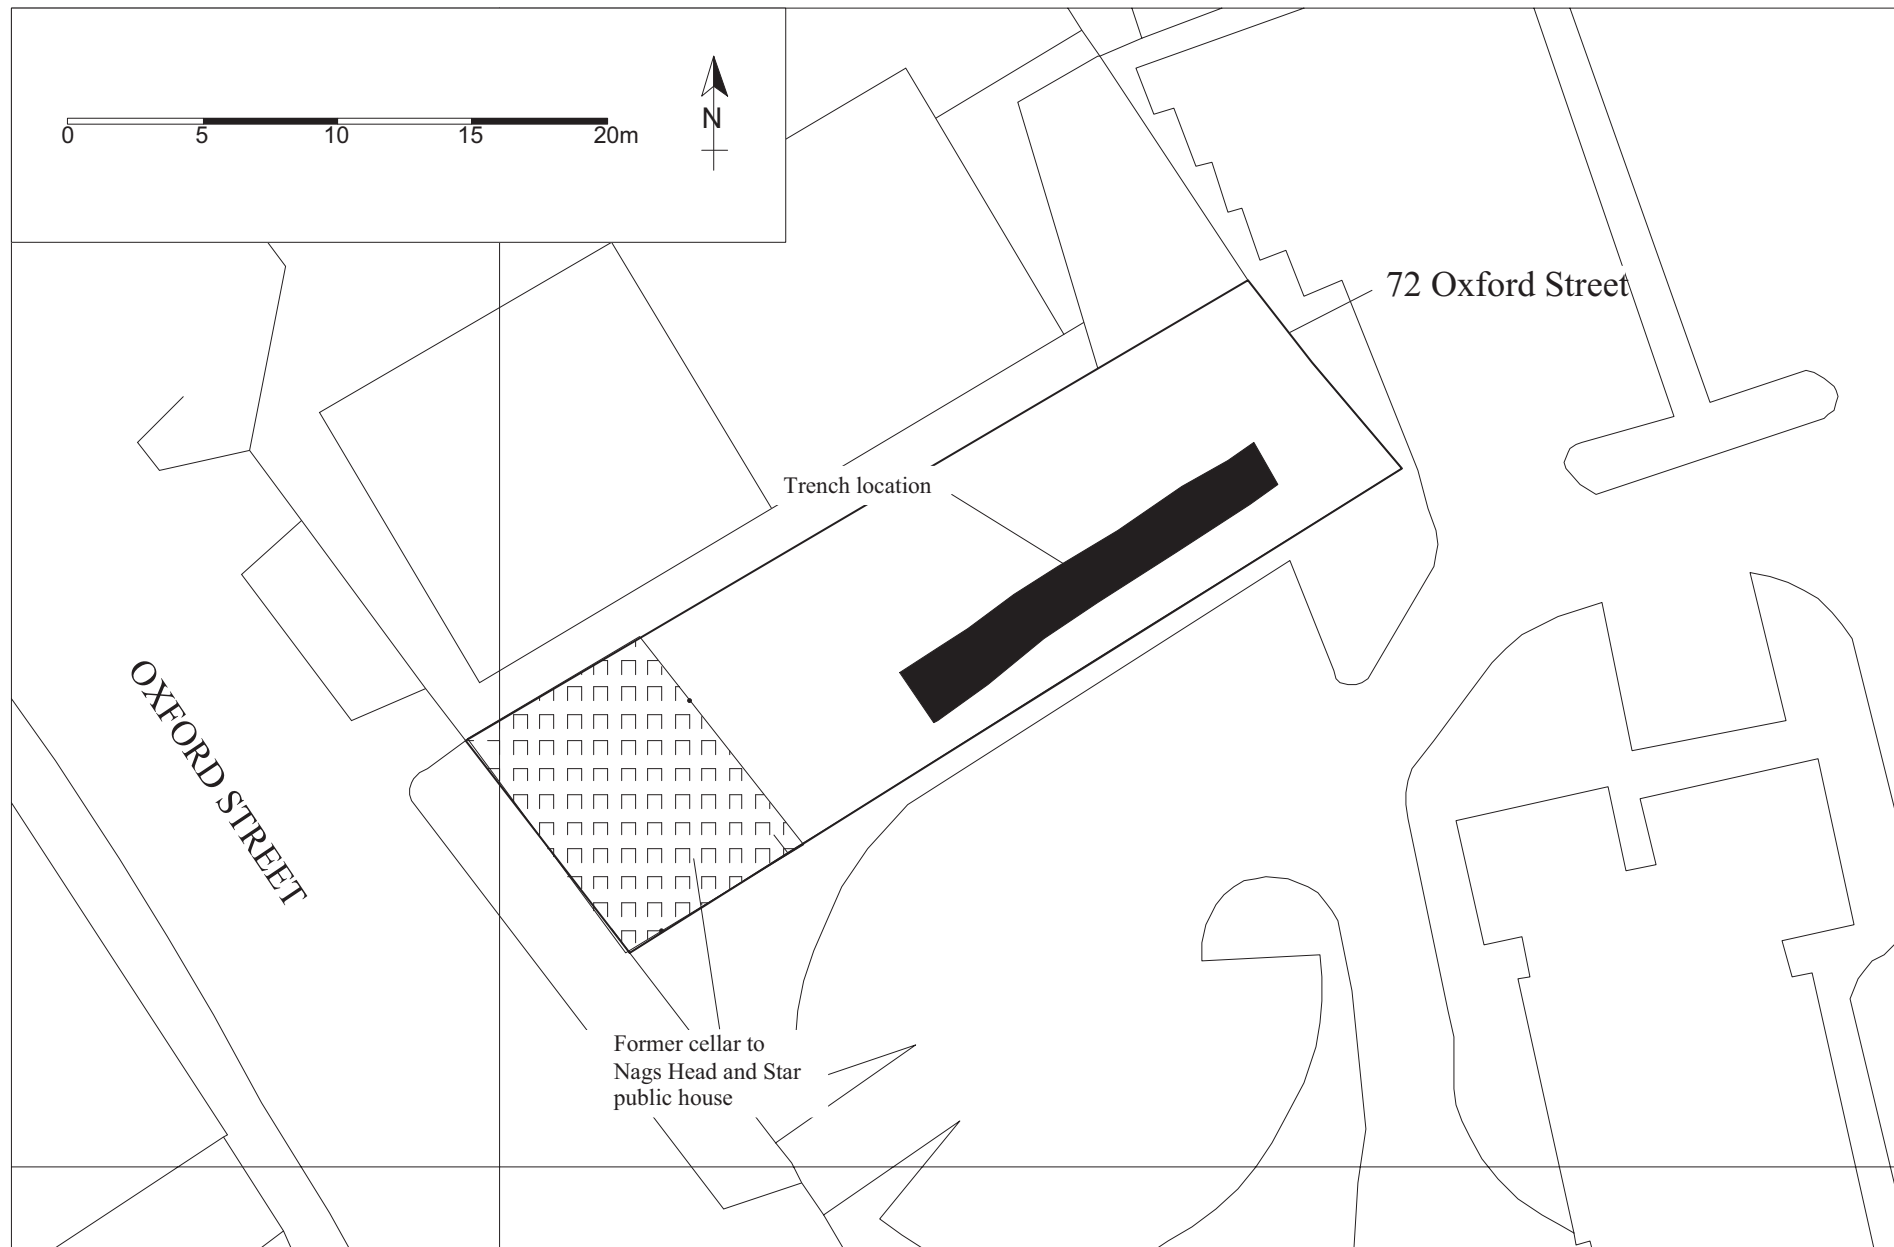 0 5 10 15 20m
N
72 Oxford Street
Trench location
OXFORD STREET
Former cellar to
Nags Head and Star
public house